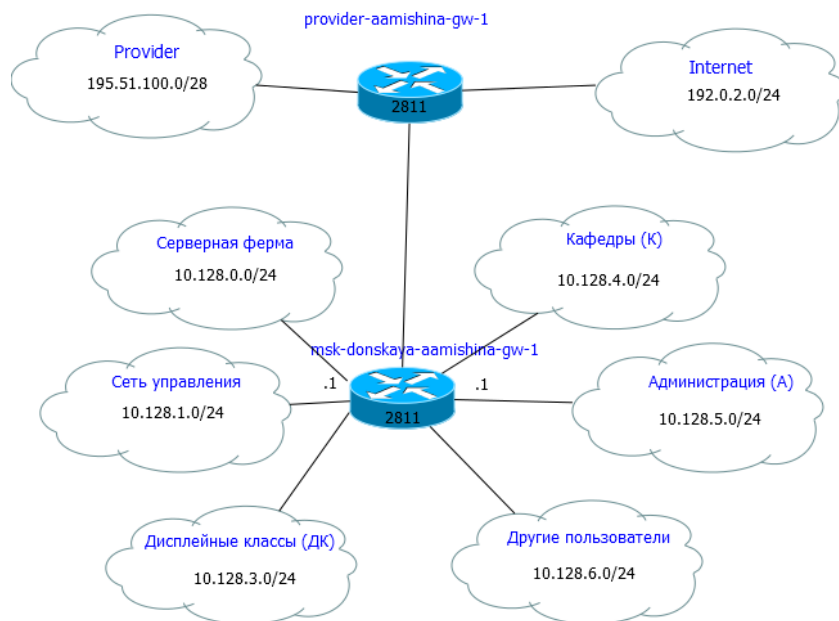 provider-aamishina-gw-1
Provider
195.51.100.0/28
2811
Internet
192.0.2.0/24
Серверная ферма
10.128.0.0/24
Кафедры (К)
10.128.4.0/24
msk-donskaya-aamishina-gw-1
Сеть управления
10.128.1.0/24
.1
2811
.1
Администрация (А)
10.128.5.0/24
Дисплейные классы (ДК)
10.128.3.0/24
Другие пользователи
10.128.6.0/24